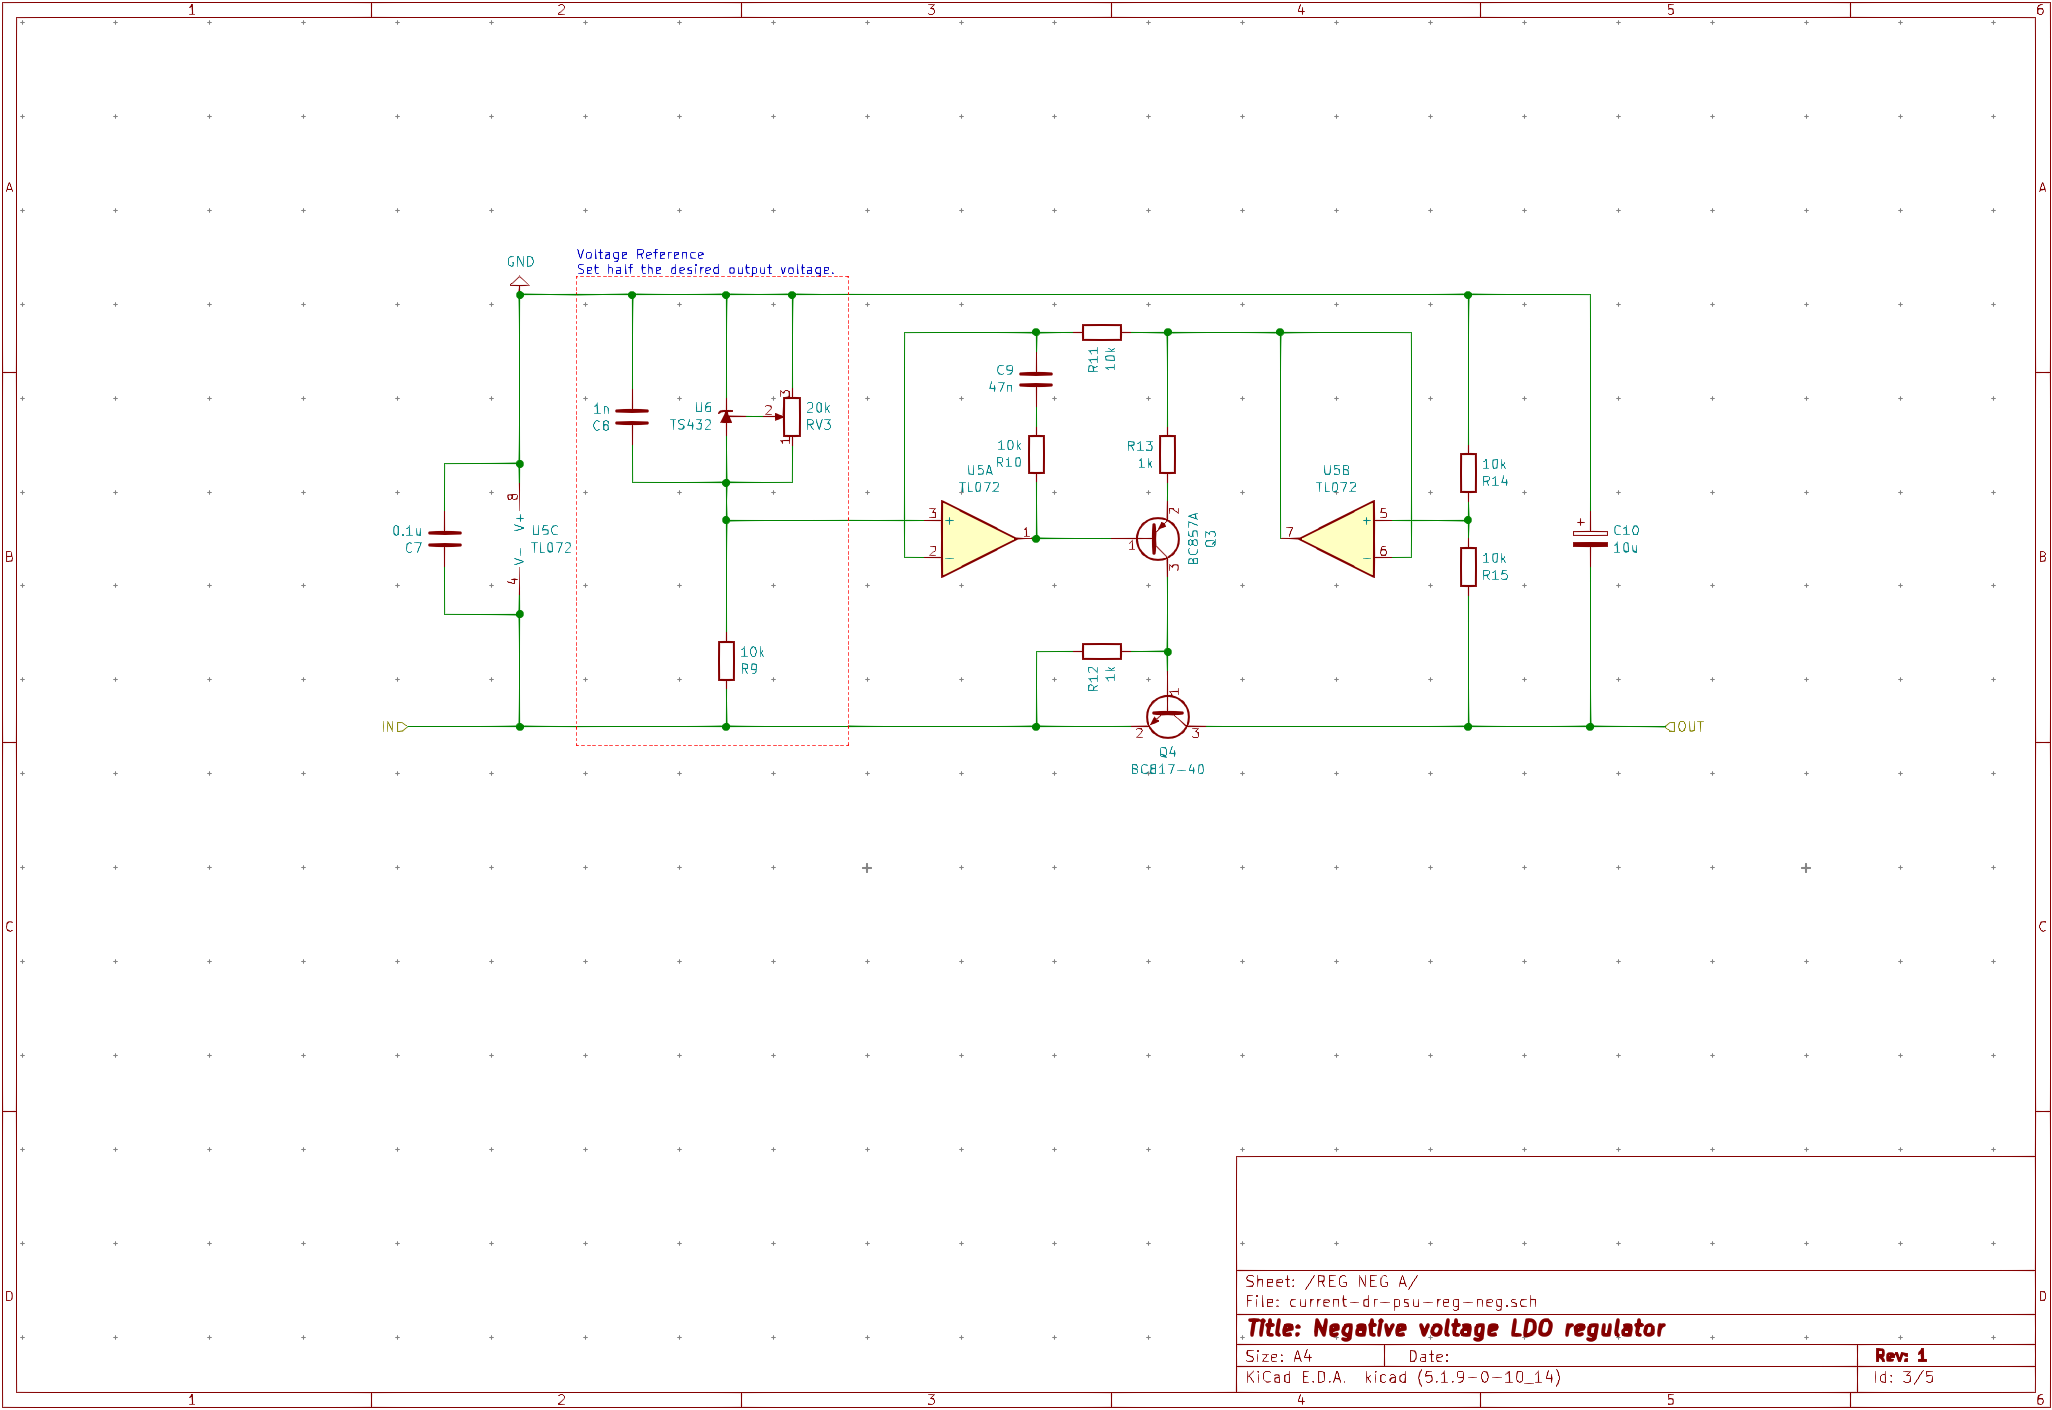 1 2 3 4 5 6
A A
B B
C C
D D
GND
Voltage Reference
Set half the desired output voltage.
C9
47n
R11
10k
1n
C8
U6
TS432
2
3
1
20k
RV3
10k
R10
R13
1k
U5A
TL072
U5B
TL072
10k
R14
8
V+
V-
4
U5C
TL072
0.1u
C7
3
+
2
-
1
1
2
3
BC857A
Q3
7
5
+
6
-
10k
R15
+
C10
10u
10k
R9
R12
1k
IN
1
2
3
OUT
Q4
BC817-40
Sheet: /REG NEG A/
File: current-dr-psu-reg-neg.sch
Title: Negative voltage LDO regulator
Size: A4 Date: Rev: 1
KiCad E.D.A. kicad (5.1.9-0-10_14) Id: 3/5
1 2 3 4 5 6